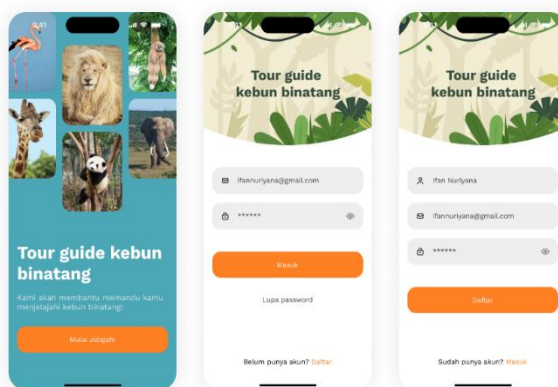 Tour guide kebun
binatang
Kami akan membantu memandu kamu
menjelajahi kebun binatang!
Mulai Jelajahi
Tour guide
kebun binatang
ifannuriyana@gmail.com
******
Masuk
Lupa password
Belum punya akun? Daftar
Tour guide
kebun binatang
Ifan Nuriyana
ifannuriyana@gmail.com
******
Daftar
Sudah punya akun? Masuk